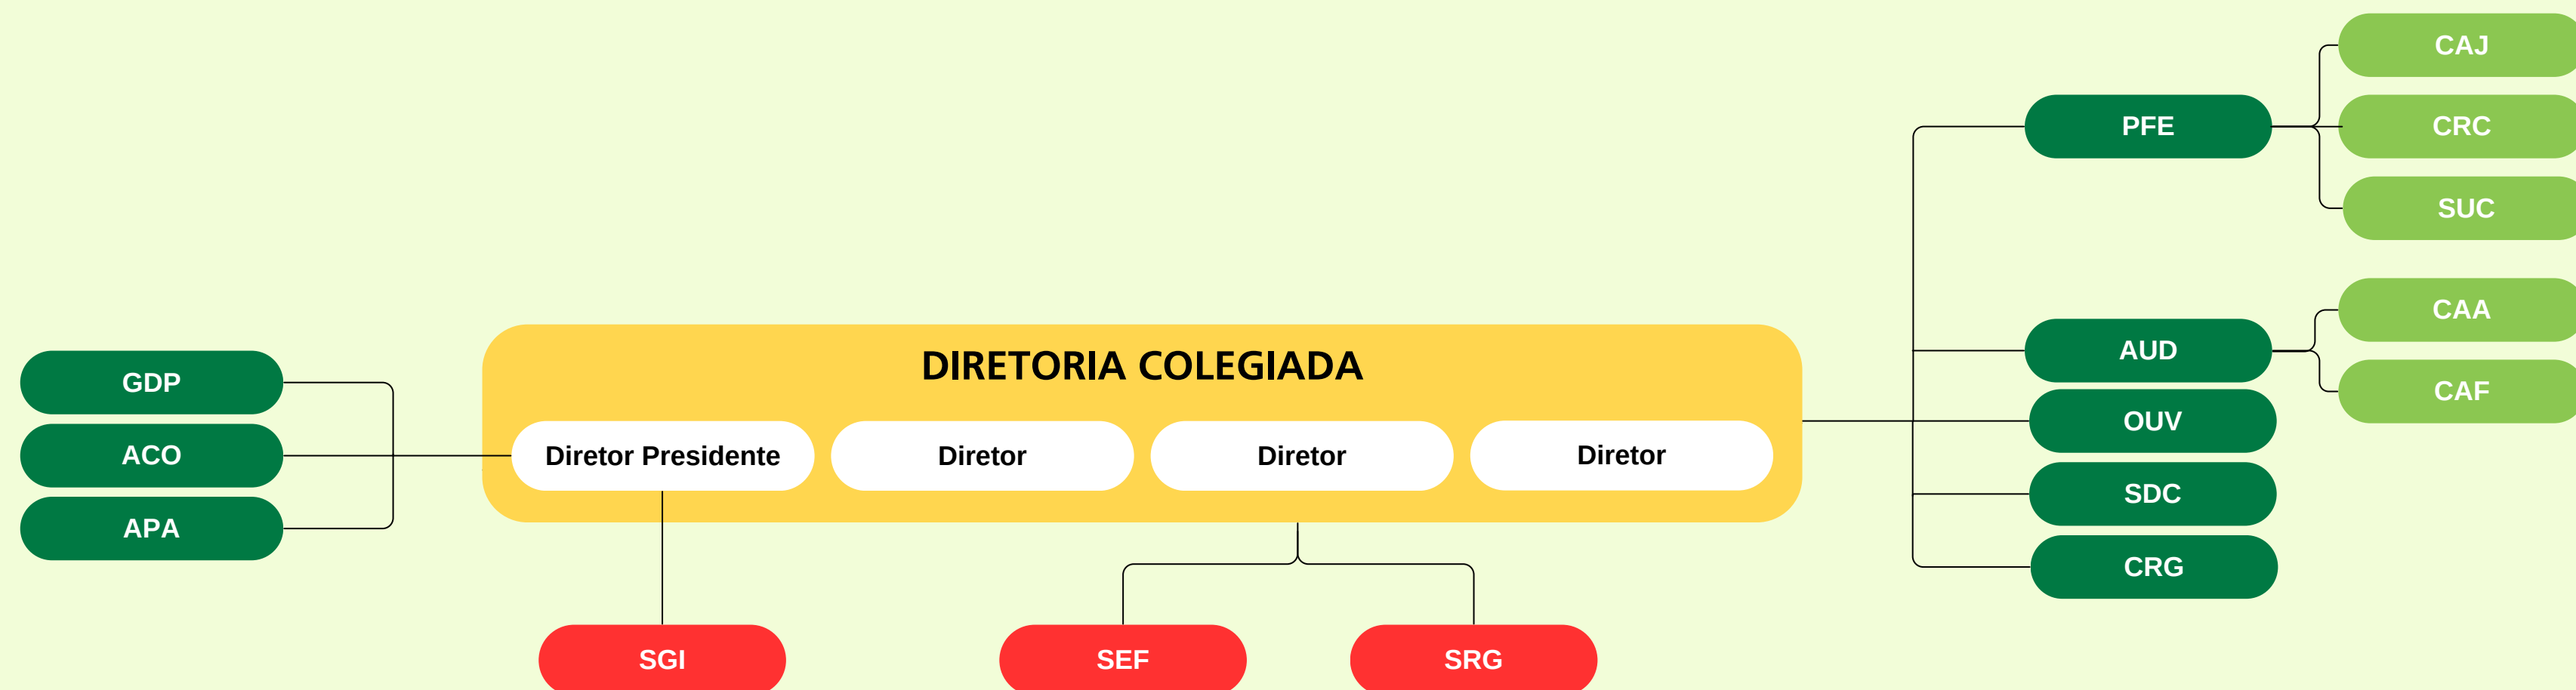 CAJ
PFE
CRC
SUC
CAA
DIRETORIA COLEGIADA
AUD
GDP
CAF
OUV
ACO
Diretor Presidente
Diretor
Diretor
Diretor
SDC
APA
CRG
SGI
SEF
SRG